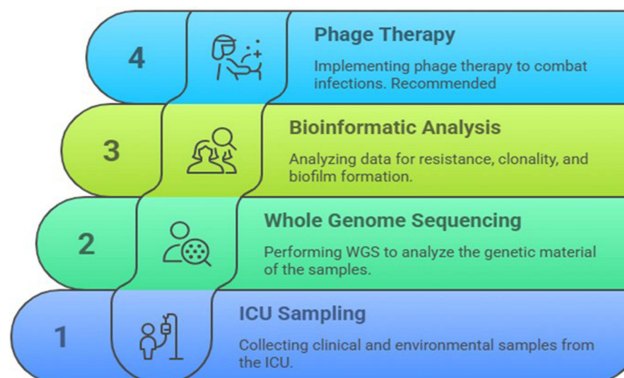 4
Phage Therapy
Implementing phage therapy to combat
infections. Recommended
3
Bioinformatic Analysis
Analyzing data for resistance, clonality, and
biofilm formation.
2
Whole Genome Sequencing
Performing WGS to analyze the genetic material
of the samples.
1
ICU Sampling
Collecting clinical and environmental samples from
the ICU.